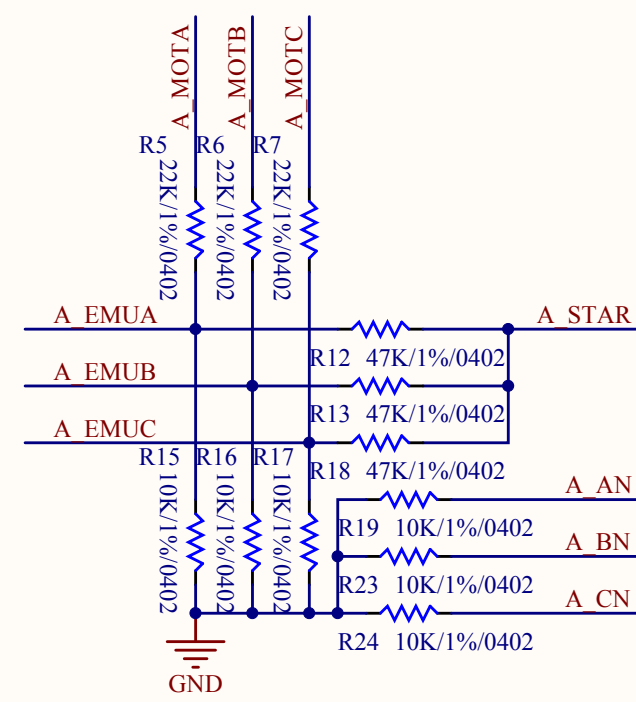 A_MOTA
A_MOTB
A_MOTC
R5
R6
R7
22K/1%/0402
22K/1%/0402
22K/1%/0402
A_EMUA
A_STAR
R12 47K/1%/0402
A_EMUB
R13 47K/1%/0402
A_EMUC
R15
R16
R17
R18 47K/1%/0402
10K/1%/0402
10K/1%/0402
10K/1%/0402
A_AN
R19 10K/1%/0402
A_BN
R23 10K/1%/0402
A_CN
R24 10K/1%/0402
GND